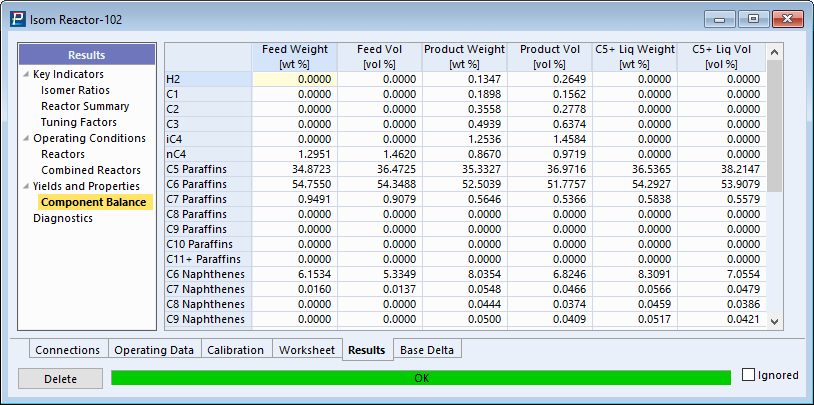 Isom Reactor-102
Results
Key Indicators
Isomer Ratios
Reactor Summary
Tuning Factors
Operating Conditions
Reactors
Combined Reactors
Yields and Properties
Component Balance
Diagnostics
Feed Weight Feed Vol Product Weight Product Vol C5+ Liq Weight C5+ Liq Vol
[wt %] [vol %] [wt %] [vol %] [wt %] [vol %]
H2 0.0000 0.0000 0.1347 0.2649 0.0000 0.0000
C1 0.0000 0.0000 0.1898 0.1562 0.0000 0.0000
C2 0.0000 0.0000 0.3558 0.2778 0.0000 0.0000
C3 0.0000 0.0000 0.4939 0.6374 0.0000 0.0000
iC4 0.0000 0.0000 1.2536 1.4584 0.0000 0.0000
nC4 1.2951 1.4620 0.8670 0.9719 0.0000 0.0000
C5 Paraffins 34.8723 36.4725 35.3327 36.9716 36.5365 38.2147
C6 Paraffins 54.7550 54.3488 52.5039 51.7757 54.2927 53.9079
C7 Paraffins 0.9491 0.9079 0.5646 0.5366 0.5838 0.5579
C8 Paraffins 0.0000 0.0000 0.0000 0.0000 0.0000 0.0000
C9 Paraffins 0.0000 0.0000 0.0000 0.0000 0.0000 0.0000
C10 Paraffins 0.0000 0.0000 0.0000 0.0000 0.0000 0.0000
C11+ Paraffins 0.0000 0.0000 0.0000 0.0000 0.0000 0.0000
C6 Naphthenes 6.1534 5.3349 8.0354 6.8246 8.3091 7.0554
C7 Naphthenes 0.0160 0.0137 0.0548 0.0466 0.0566 0.0479
C8 Naphthenes 0.0000 0.0000 0.0444 0.0374 0.0459 0.0386
C9 Naphthenes 0.0000 0.0000 0.0500 0.0409 0.0517 0.0421
Connections Operating Data Calibration Worksheet Results Base Delta
Delete OK Ignored